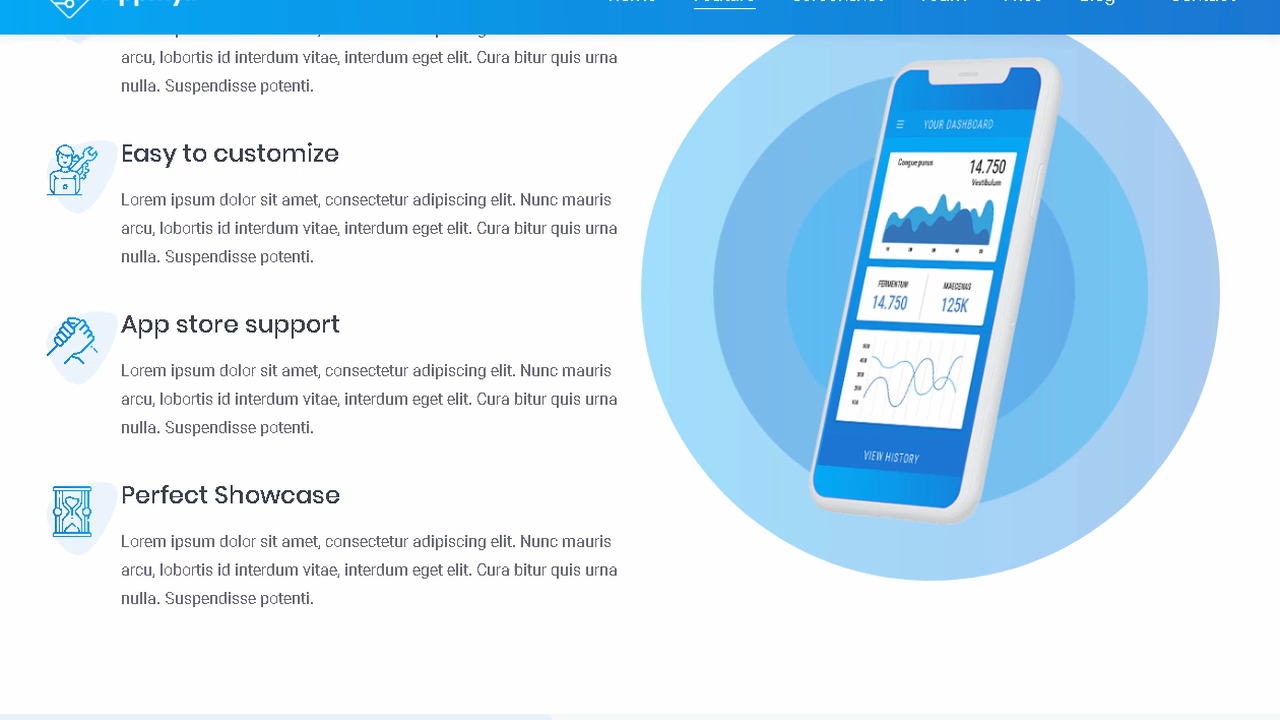 arcu, lobortis id interdum vitae, interdum eget elit. Cura bitur quis urna
nulla. Suspendisse potenti.
Easy to customize
Lorem ipsum dolor sit amet, consectetur adipiscing elit. Nunc mauris
arcu, lobortis id interdum vitae, interdum eget elit. Cura bitur quis urna
nulla. Suspendisse potenti.
App store support
Lorem ipsum dolor sit amet, consectetur adipiscing elit. Nunc mauris
arcu, lobortis id interdum vitae, interdum eget elit. Cura bitur quis urna
nulla. Suspendisse potenti.
Perfect Showcase
Lorem ipsum dolor sit amet, consectetur adipiscing elit. Nunc mauris
arcu, lobortis id interdum vitae, interdum eget elit. Cura bitur quis urna
nulla. Suspendisse potenti.
YOUR DASHBOARD
Congue purus
14.750
Vestibulum
FERMENTUM
14.750
MAECENAS
125K
VIEW HISTORY